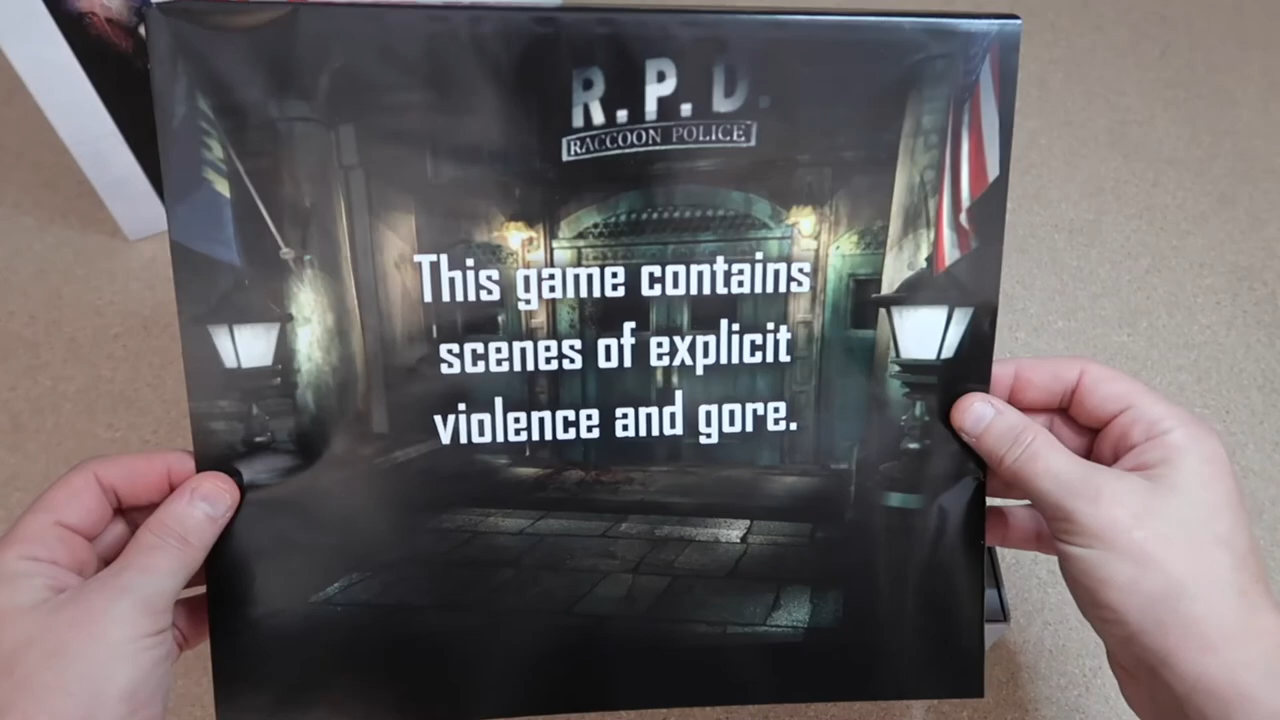 R.P.D.
RACCOON POLICE
This game contains
scenes of explicit
violence and gore.